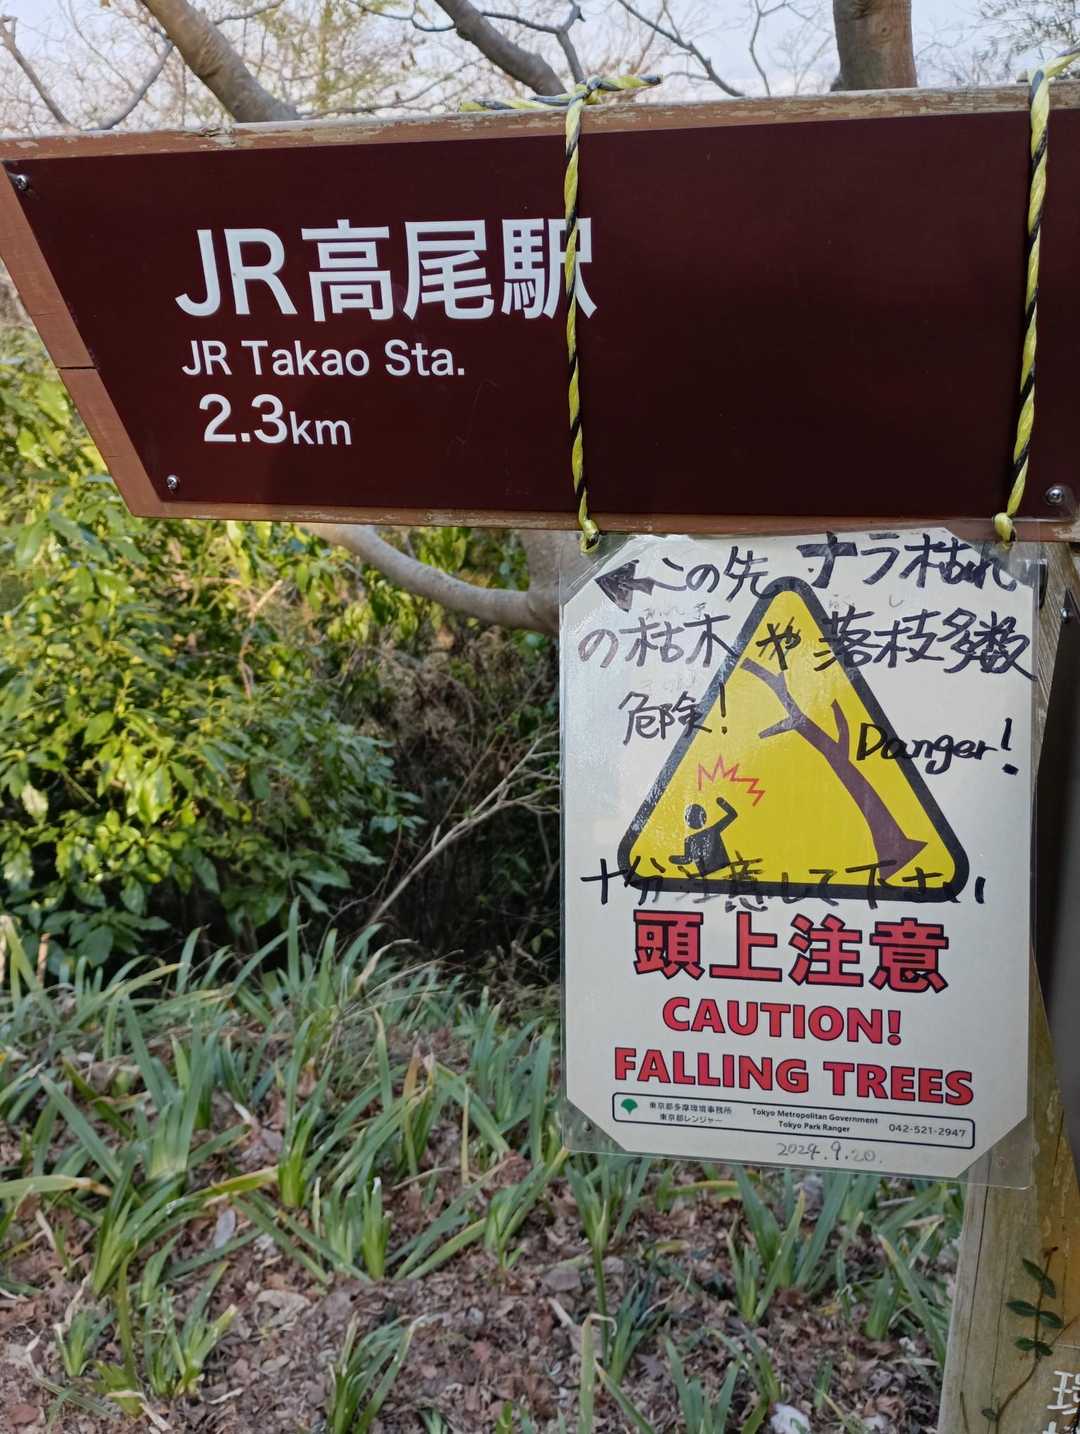 JR高尾駅
JR Takao Sta.
2.3km
←この先 ナラ枯れ
の枯木や落枝多数
危険!
Danger!
十分注意して下さい
頭上注意
CAUTION!
FALLING TREES
東京都多摩環境事務所
東京都レンジャー
Tokyo Metropolitan Government
Tokyo Park Ranger
042-521-2947
2024.9.20.